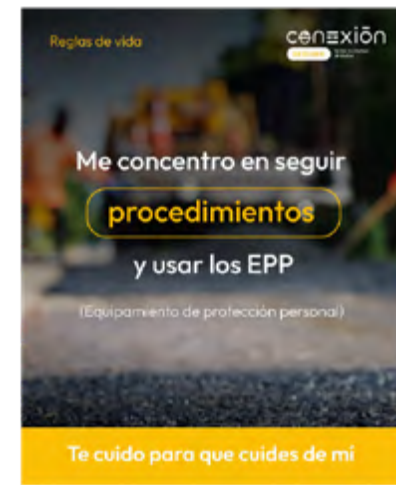 Reglas de vida
conexión
Me concentro en seguir
procedimientos
y usar los EPP
(Equipamiento de protección personal)
Te cuido para que cuides de mí